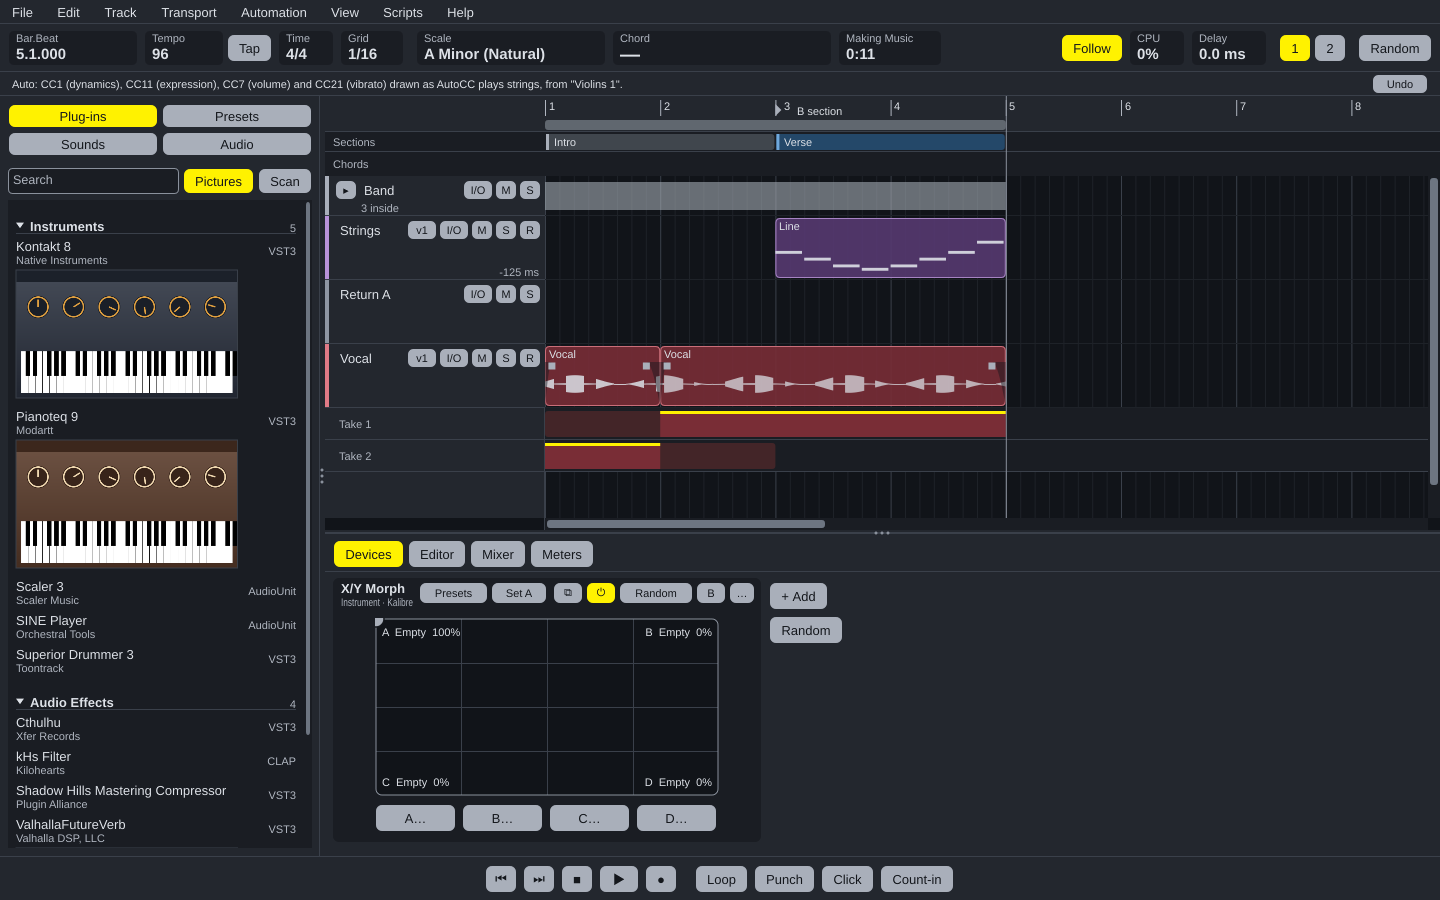 File Edit Track Transport Automation View Scripts Help
Bar.Beat 5.1.000
Tempo 96
Tap
Time 4/4
Grid 1/16
Scale A Minor (Natural)
Chord —
Making Music 0:11
Follow
CPU 0%
Delay 0.0 ms
1 2 Random
Auto: CC1 (dynamics), CC11 (expression), CC7 (volume) and CC21 (vibrato) drawn as AutoCC plays strings, from "Violins 1".
Undo
Plug-ins Presets
Sounds Audio
Search Pictures Scan
Instruments 5
Kontakt 8 VST3
Native Instruments
Pianoteq 9 VST3
Modartt
Scaler 3 AudioUnit
Scaler Music
SINE Player AudioUnit
Orchestral Tools
Superior Drummer 3 VST3
Toontrack
Audio Effects 4
Cthulhu VST3
Xfer Records
kHs Filter CLAP
Kilohearts
Shadow Hills Mastering Compressor VST3
Plugin Alliance
ValhallaFutureVerb VST3
Valhalla DSP, LLC
1 2 3 B section 4 5 6 7 8
Sections Intro Verse
Chords
Band I/O M S
3 inside
Strings v1 I/O M S R
-125 ms
Line
Return A I/O M S
Vocal v1 I/O M S R
Vocal Vocal
Take 1
Take 2
Devices Editor Mixer Meters
X/Y Morph
Instrument · Kalibre
Presets Set A Random B …
+ Add
Random
A Empty 100% B Empty 0%
C Empty 0% D Empty 0%
A… B… C… D…
Loop Punch Click Count-in